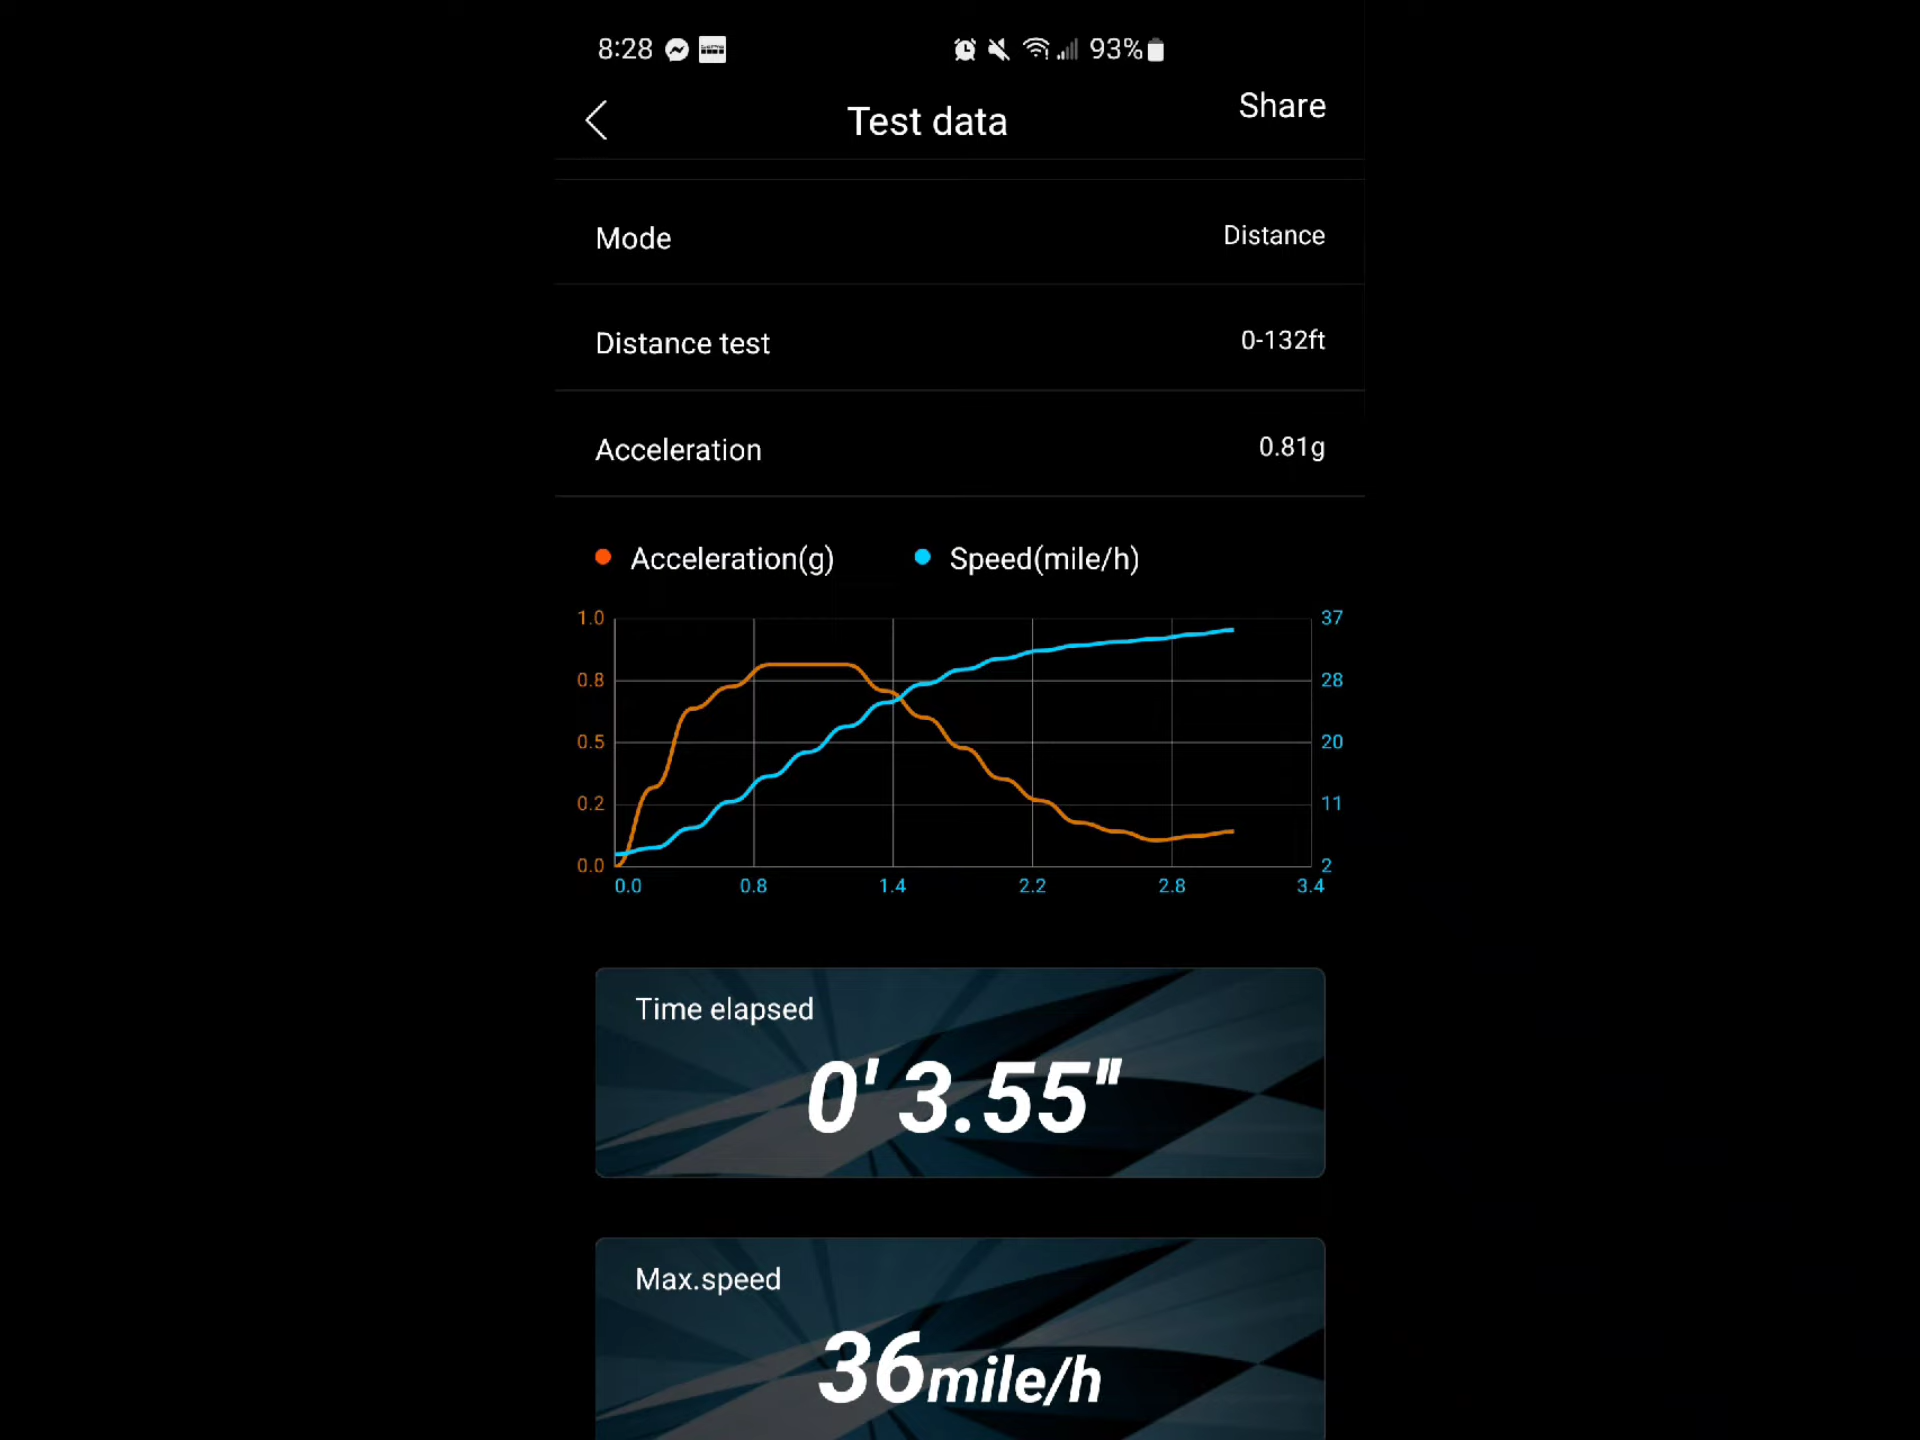 8:28 93%
Test data Share
Mode Distance
Distance test 0-132ft
Acceleration 0.81g
Acceleration(g) Speed(mile/h)
1.0 37
0.8 28
0.5 20
0.2 11
0.0 2
0.0 0.8 1.4 2.2 2.8 3.4
Time elapsed
0' 3.55"
Max.speed
36mile/h